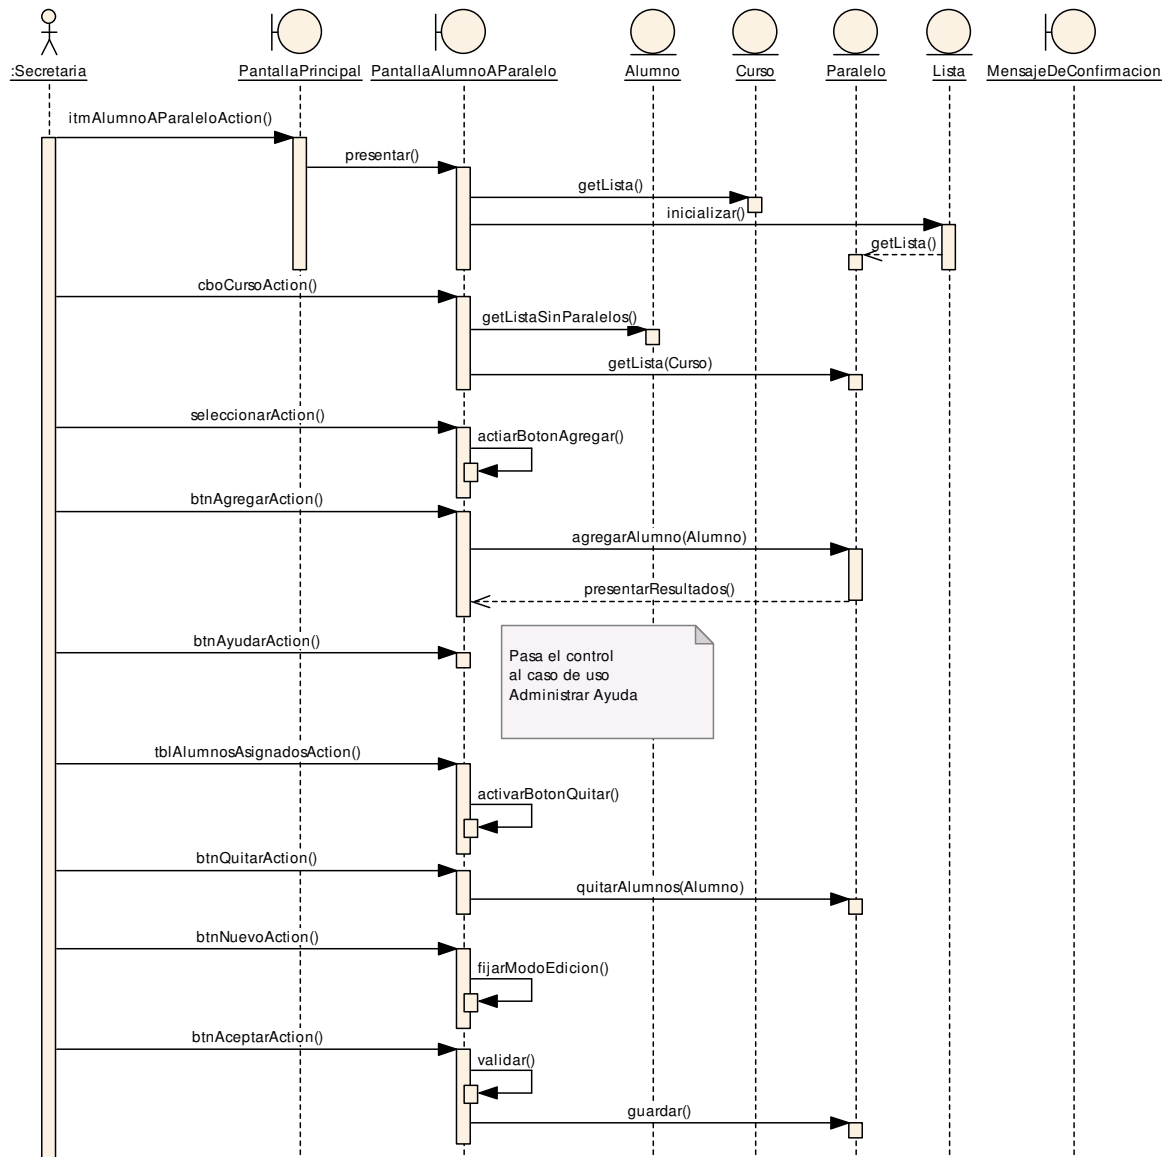 :Secretaria
PantallaPrincipal
PantallaAlumnoAParalelo
Alumno
Curso
Paralelo
Lista
MensajeDeConfirmacion
itmAlumnoAParaleloAction()
presentar()
getLista()
inicializar()
getLista()
cboCursoAction()
getListaSinParalelos()
getLista(Curso)
seleccionarAction()
actiarBotonAgregar()
btnAgregarAction()
agregarAlumno(Alumno)
presentarResultados()
btnAyudarAction()
Pasa el control
al caso de uso
Administrar Ayuda
tblAlumnosAsignadosAction()
activarBotonQuitar()
btnQuitarAction()
quitarAlumnos(Alumno)
btnNuevoAction()
fijarModoEdicion()
btnAceptarAction()
validar()
guardar()